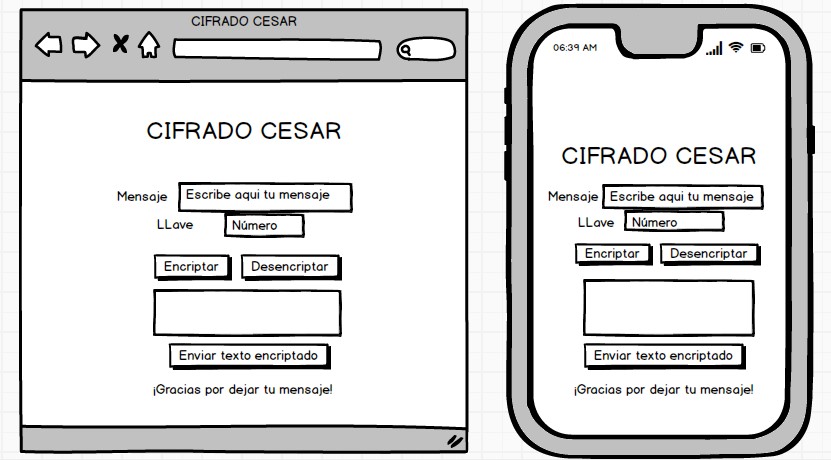 CIFRADO CESAR
CIFRADO CESAR
Mensaje Escribe aqui tu mensaje
LLave Número
Encriptar Desencriptar
Enviar texto encriptado
¡Gracias por dejar tu mensaje!
06:39 AM
CIFRADO CESAR
Mensaje Escribe aqui tu mensaje
LLave Número
Encriptar Desencriptar
Enviar texto encriptado
¡Gracias por dejar tu mensaje!